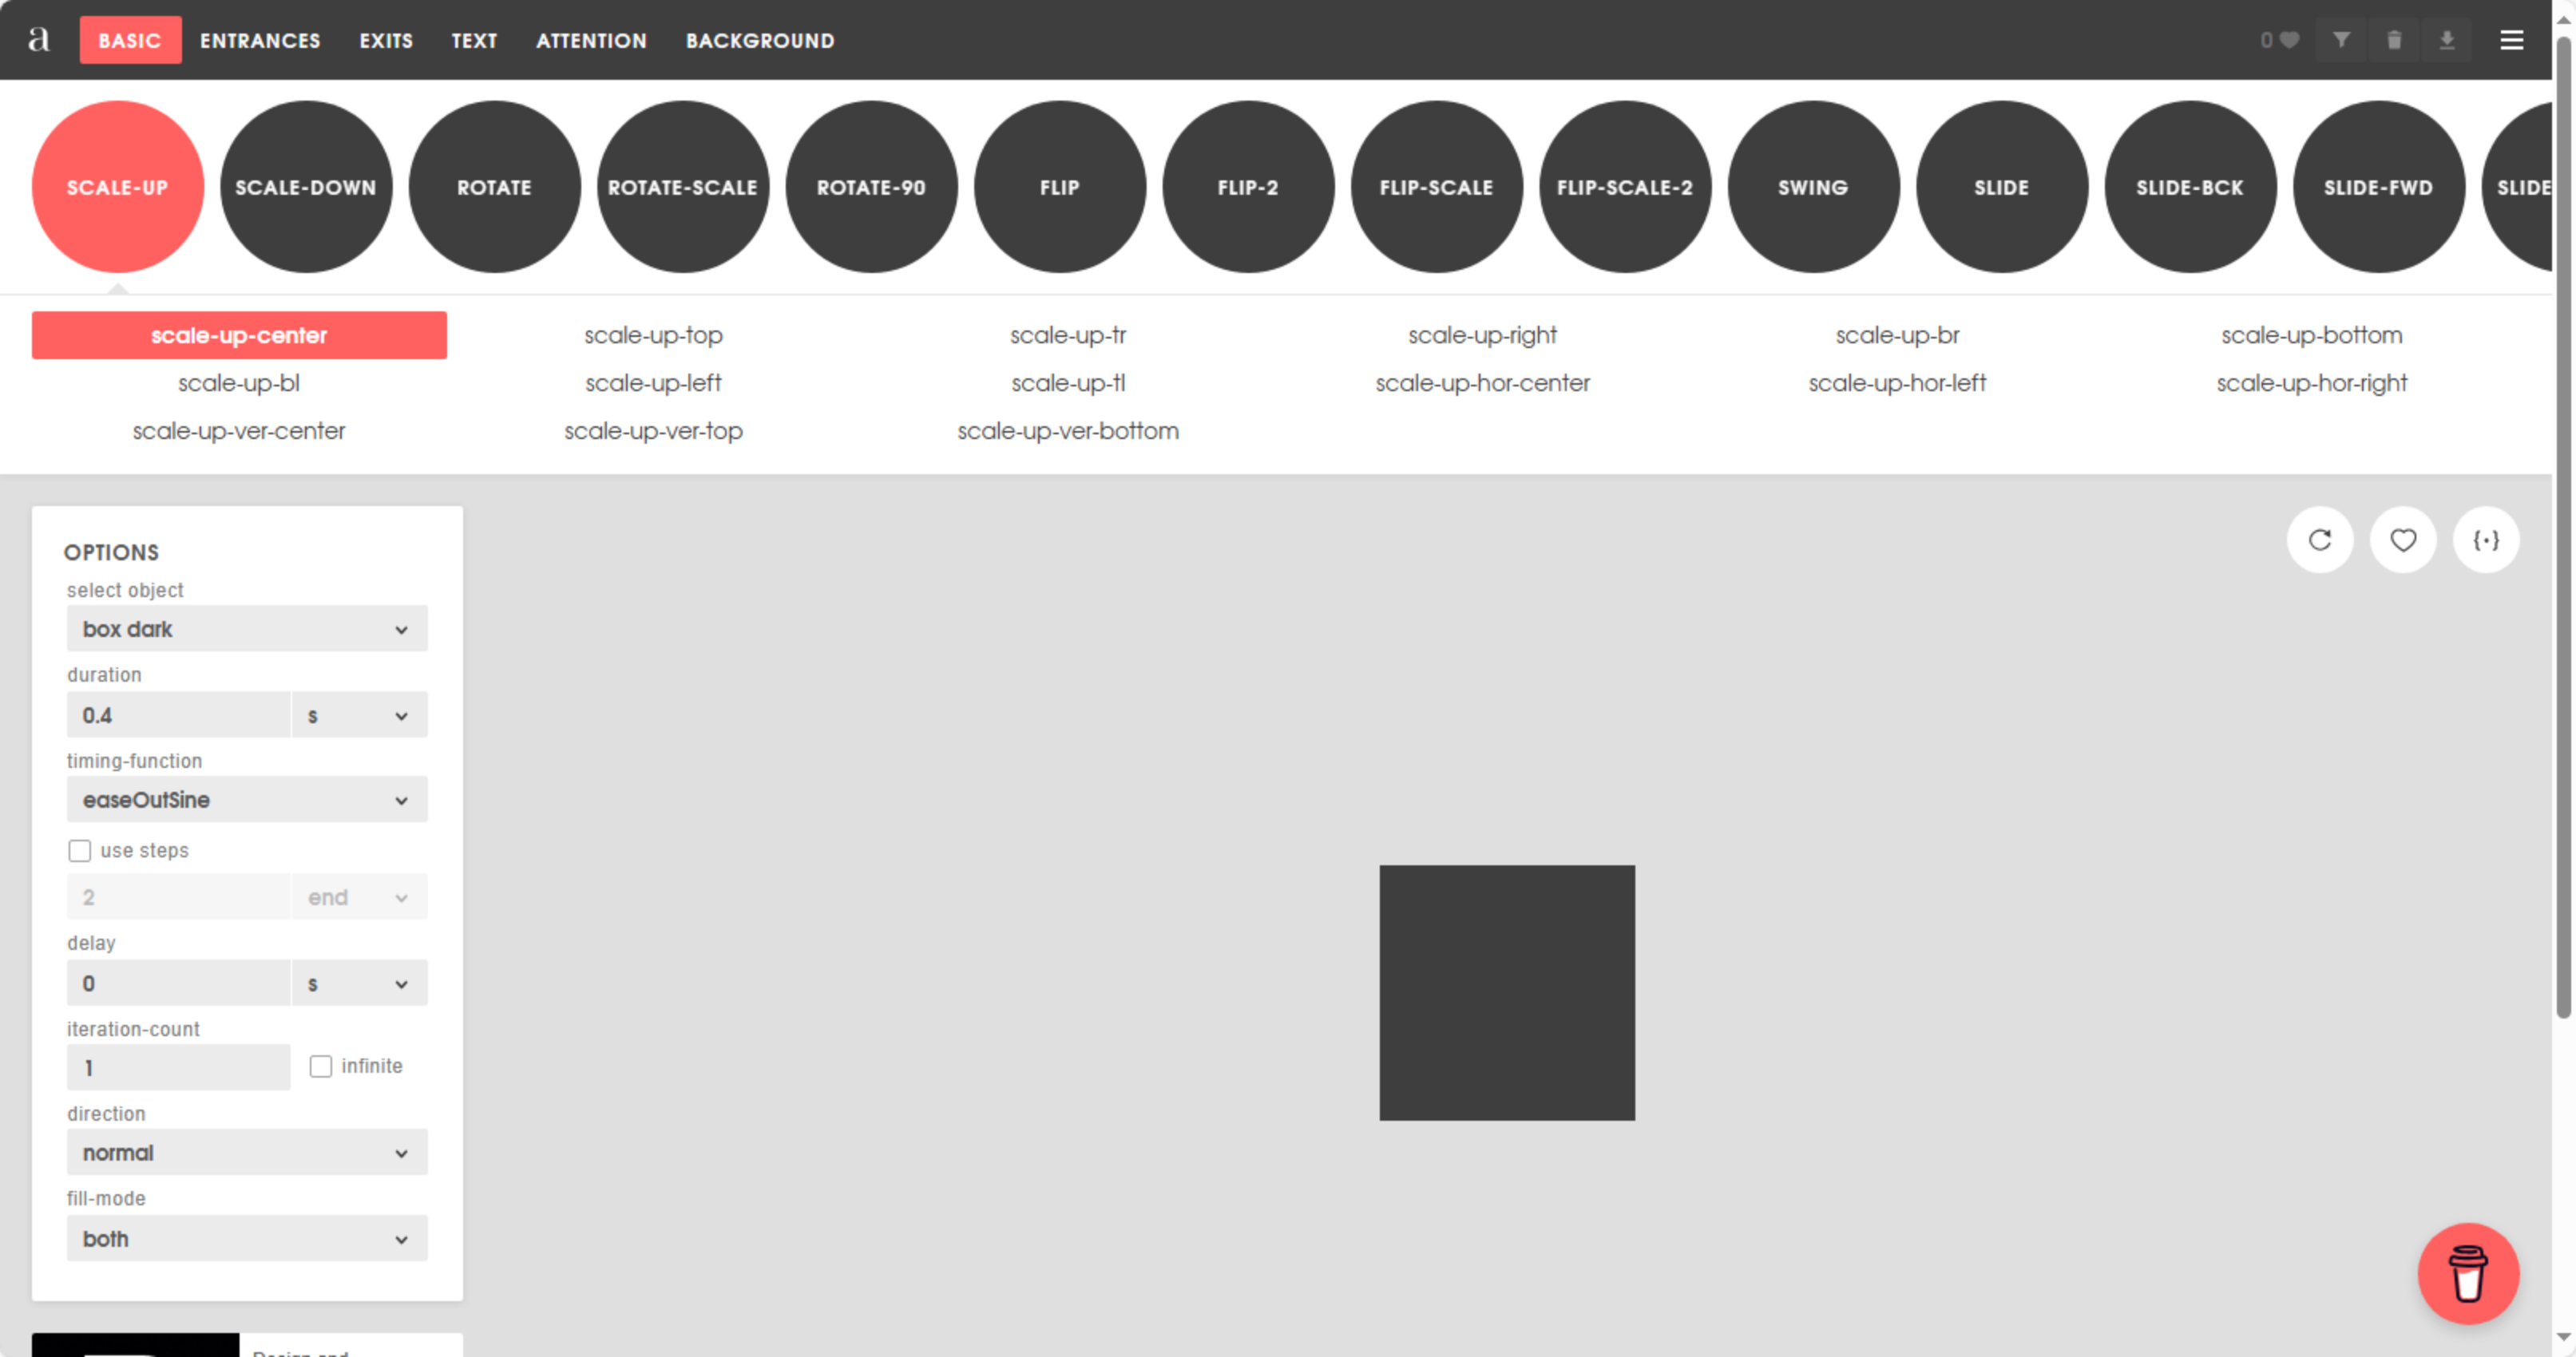 a BASIC ENTRANCES EXITS TEXT ATTENTION BACKGROUND 0
SCALE-UP SCALE-DOWN ROTATE ROTATE-SCALE ROTATE-90 FLIP FLIP-2 FLIP-SCALE FLIP-SCALE-2 SWING SLIDE SLIDE-BCK SLIDE-FWD SLIDE
scale-up-center scale-up-top scale-up-tr scale-up-right scale-up-br scale-up-bottom
scale-up-bl scale-up-left scale-up-tl scale-up-hor-center scale-up-hor-left scale-up-hor-right
scale-up-ver-center scale-up-ver-top scale-up-ver-bottom
OPTIONS
select object
box dark
duration
0.4 s
timing-function
easeOutSine
use steps
2 end
delay
0 s
iteration-count
1 infinite
direction
normal
fill-mode
both
{·}
Design and